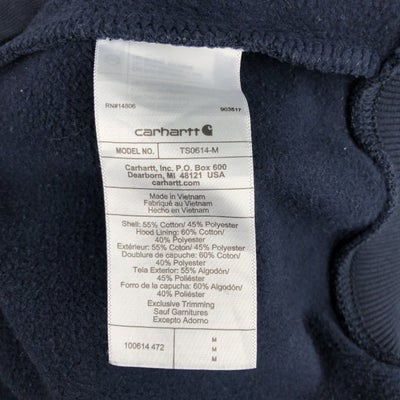 RN#14806 903617
carhartt
MODEL NO. TS0614-M
Carhartt, Inc. P.O. Box 600
Dearborn, MI 48121 USA
carhartt.com
Made in Vietnam
Fabriqué au Vietnam
Hecho en Vietnam
Shell: 55% Cotton/ 45% Polyester
Hood Lining: 60% Cotton/
40% Polyester
Extérieur: 55% Coton/ 45% Polyester
Doublure de capuche: 60% Coton/
40% Polyester
Tela Exterior: 55% Algodón/
45% Poliéster
Forro de la capucha: 60% Algodón/
40% Poliéster
Exclusive Trimming
Sauf Garnitures
Excepto Adorno
100614 472
M
M
M